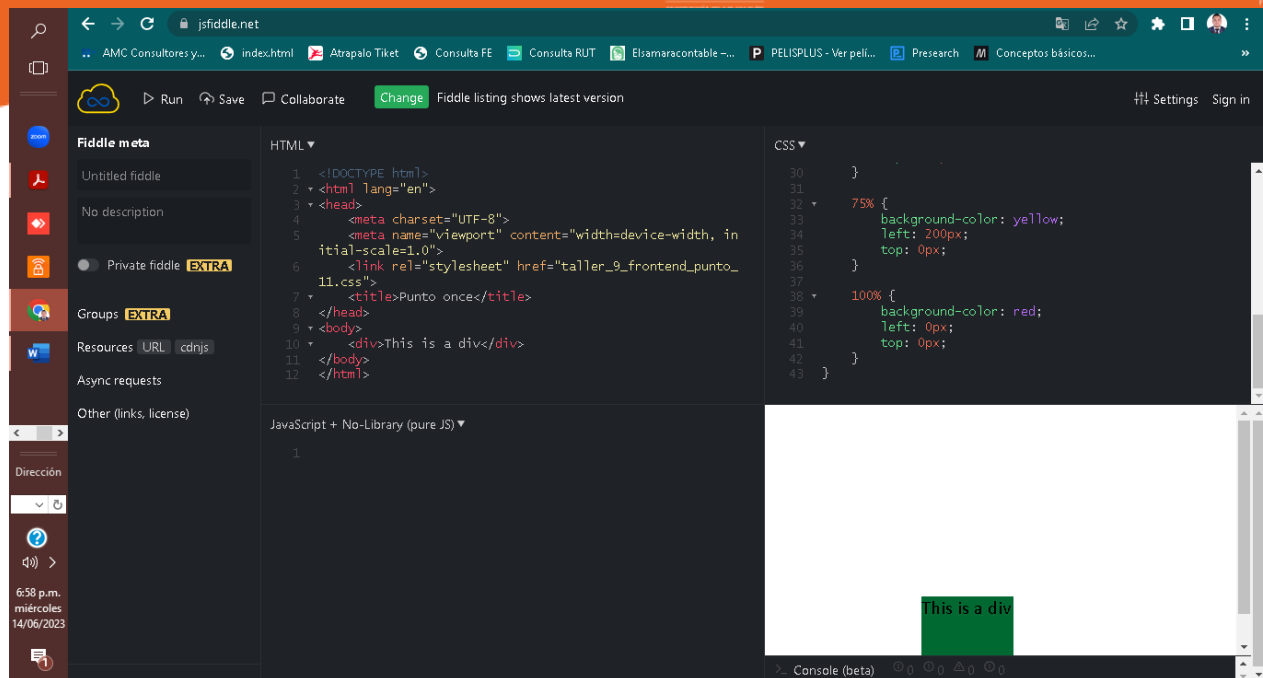 jsfiddle.net
AMC Consultores y... index.html Atrapalo Tiket Consulta FE Consulta RUT Elsamaracontable –... PELISPLUS - Ver pelí... Presearch Conceptos básicos... »
Run Save Collaborate Change Fiddle listing shows latest version Settings Sign in
zoom
Fiddle meta
Untitled fiddle
No description
Private fiddle EXTRA
Groups EXTRA
Resources URL cdnjs
Async requests
Other (links, license)
HTML ▼
1 <!DOCTYPE html>
2 <html lang="en">
3 <head>
4 <meta charset="UTF-8">
5 <meta name="viewport" content="width=device-width, in
itial-scale=1.0">
6 <link rel="stylesheet" href="taller_9_frontend_punto_
11.css">
7 <title>Punto once</title>
8 </head>
9 <body>
10 <div>This is a div</div>
11 </body>
12 </html>
CSS ▼
30 }
31
32 75% {
33 background-color: yellow;
34 left: 200px;
35 top: 0px;
36 }
37
38 100% {
39 background-color: red;
40 left: 0px;
41 top: 0px;
42 }
43 }
JavaScript + No-Library (pure JS) ▼
1
This is a div
>_ Console (beta) 0 0 0 0
Dirección
6:58 p.m.
miércoles
14/06/2023
1